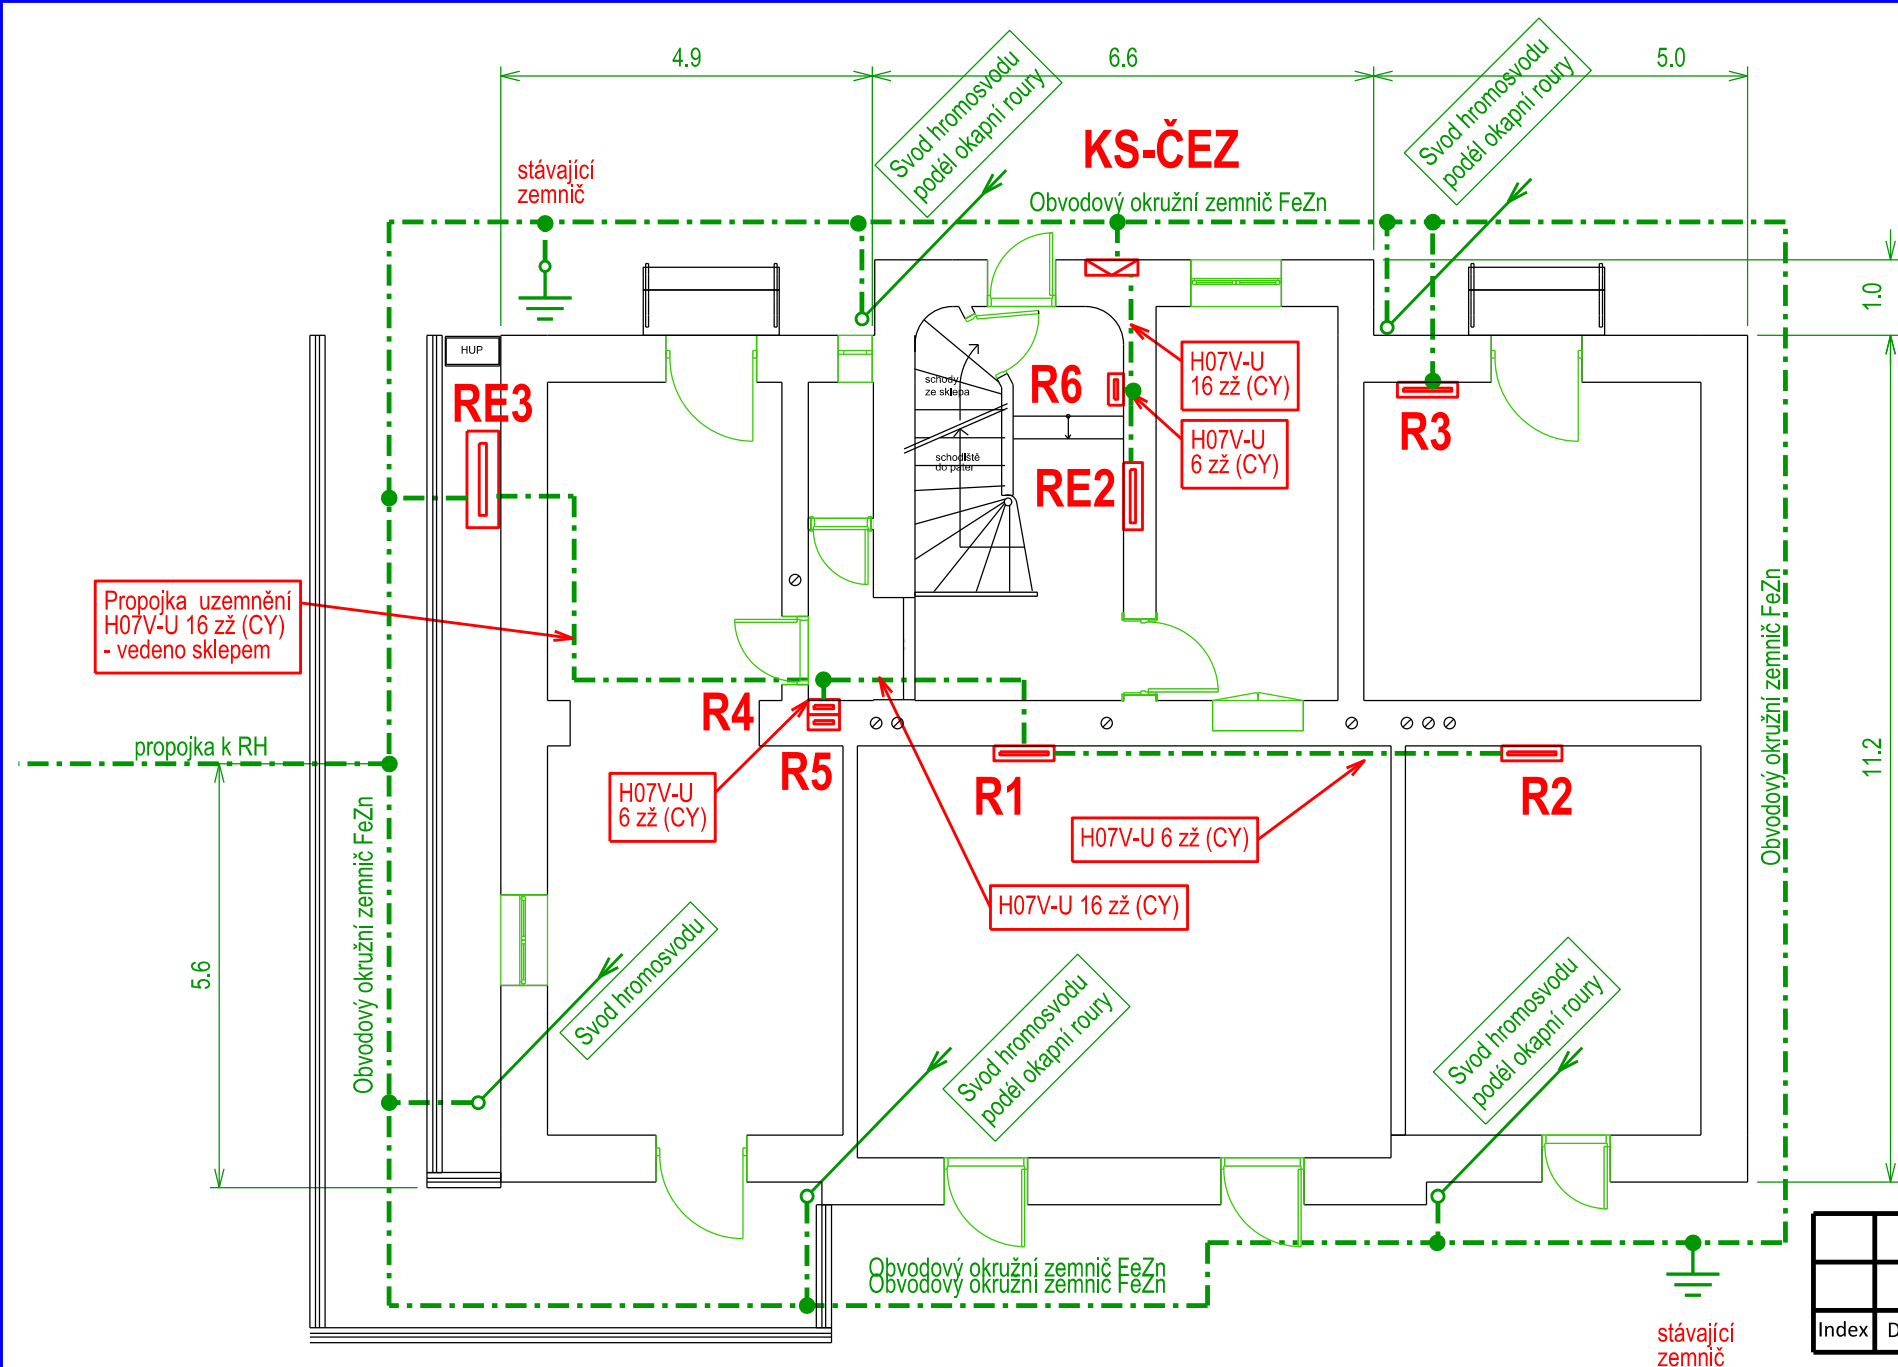 4.9
6.6
5.0
Svod hromosvodu
podél okapní roury
Svod hromosvodu
podél okapní roury
KS-ČEZ
stávající
zemnič
Obvodový okružní zemnič FeZn
1.0
HUP
RE3
schody
ze sklepa
R6
H07V-U
16 zž (CY)
R3
H07V-U
6 zž (CY)
schodiště
do pater
RE2
Propojka uzemnění
H07V-U 16 zž (CY)
- vedeno sklepem
Obvodový okružní zemnič FeZn
R4
propojka k RH
R5
R1
R2
11.2
H07V-U
6 zž (CY)
H07V-U 6 zž (CY)
Obvodový okružní zemnič FeZn
H07V-U 16 zž (CY)
5.6
Svod hromosvodu
Svod hromosvodu
podél okapní roury
Svod hromosvodu
podél okapní roury
Obvodový okružní zemnič FeZn
Obvodový okružní zemnič FeZn
stávající
zemnič
Index D